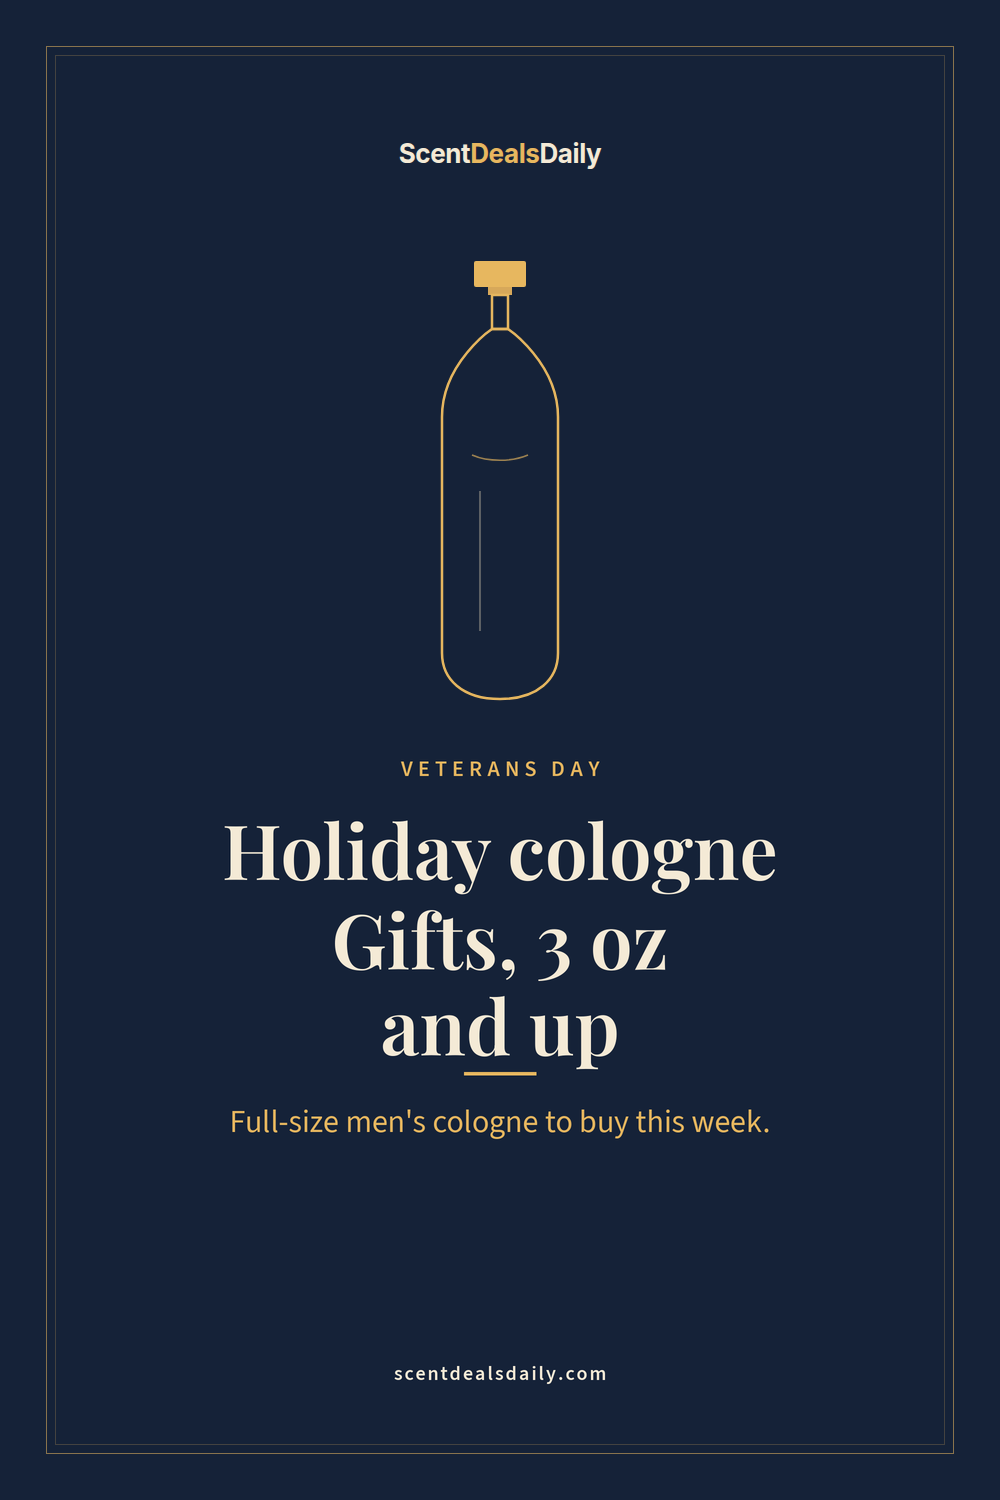 ScentDealsDaily
VETERANS DAY
Holiday cologne
Gifts, 3 oz
and up
Full-size men's cologne to buy this week.
scentdealsdaily.com